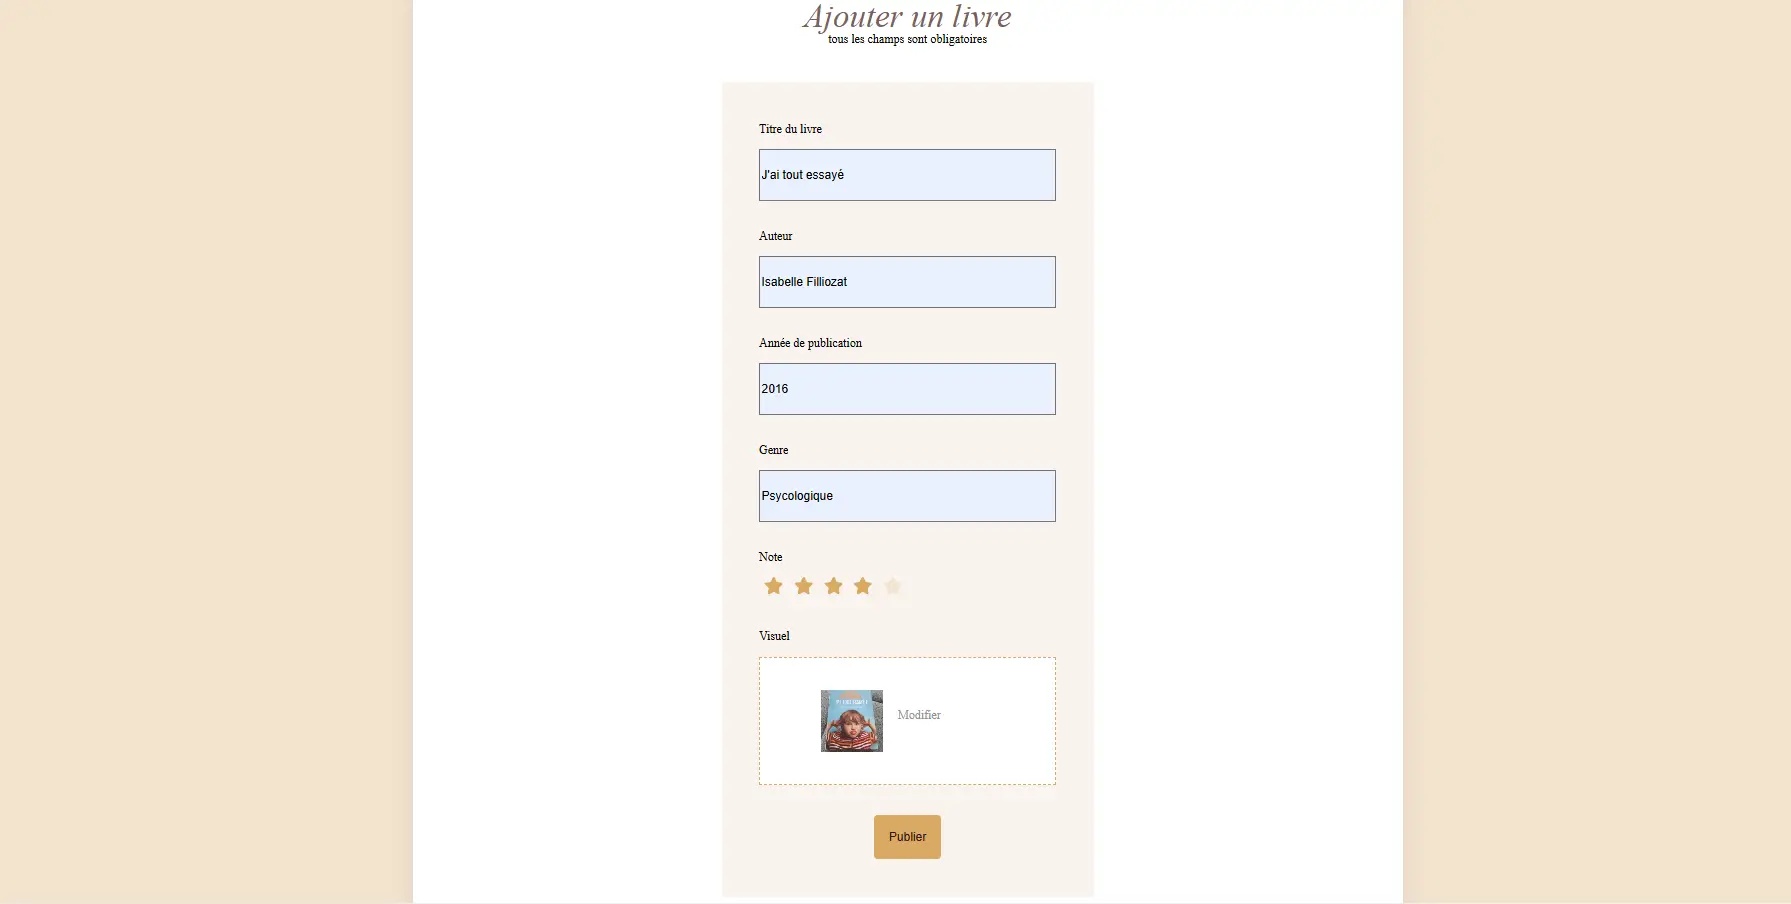 Ajouter un livre
tous les champs sont obligatoires
Titre du livre
J'ai tout essayé
Auteur
Isabelle Filliozat
Année de publication
2016
Genre
Psycologique
Note
Visuel
Modifier
Publier